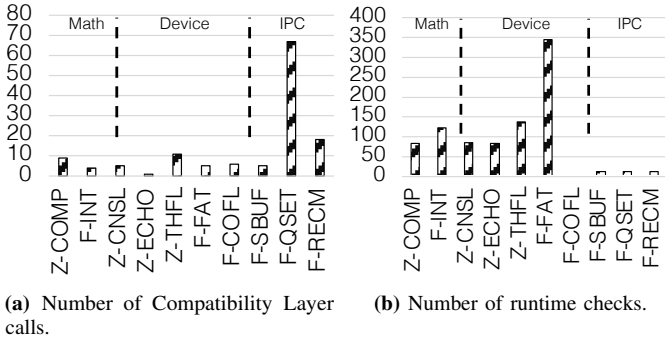 80
70
60
50
40
30
20
10
0
Math Device IPC
Z-COMP
F-INT
Z-CNSL
Z-ECHO
Z-THFL
F-FAT
F-COFL
F-SBUF
F-QSET
F-RECM
(a) Number of Compatibility Layer
calls.
400
350
300
250
200
150
100
50
0
Math Device IPC
Z-COMP
F-INT
Z-CNSL
Z-ECHO
Z-THFL
F-FAT
F-COFL
F-SBUF
F-QSET
F-RECM
(b) Number of runtime checks.